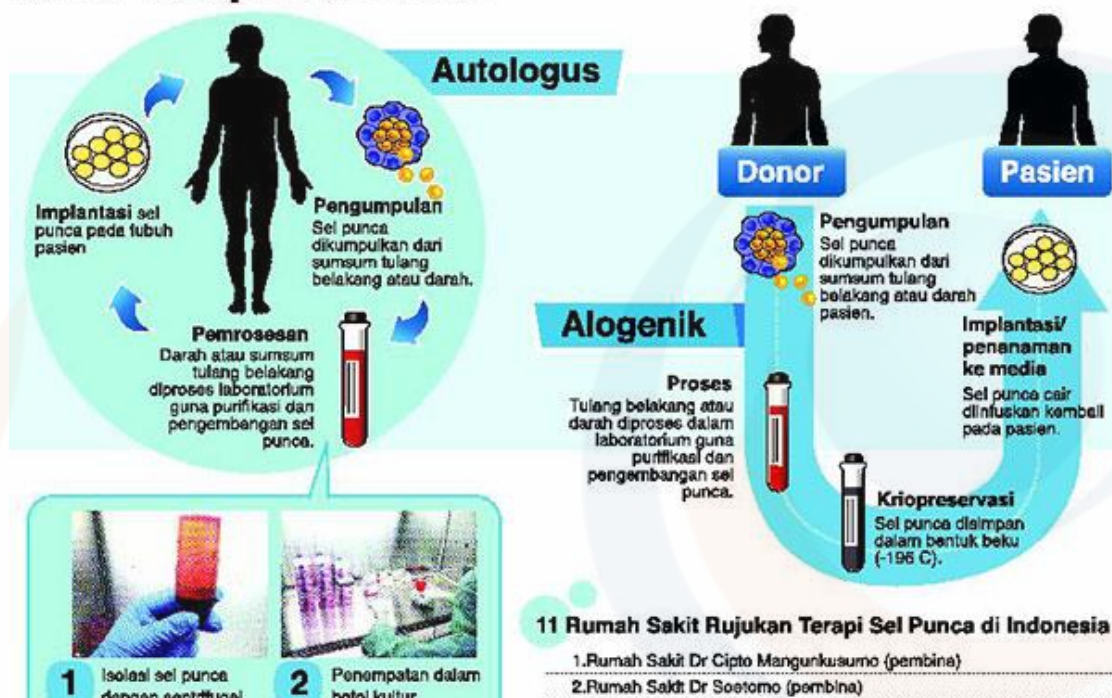 Autologus
Implantasi sel
punca pada tubuh
pasien
Pengumpulan
Sel punca
dikumpulkan dari
sumsum tulang
belakang atau darah.
Pemrosesan
Darah atau sumsum
tulang belakang
diproses laboratorium
guna purifikasi dan
pengembangan sel
punca.
1
Isolasi sel punca
dengan sentrifugal
2
Penempatan dalam
botol kultur
Donor
Pasien
Alogenik
Pengumpulan
Sel punca
dikumpulkan dari
sumsum tulang
belakang atau darah
pasien.
Proses
Tulang belakang atau
darah diproses dalam
laboratorium guna
purifikasi dan
pengembangan sel
punca.
Kriopreservasi
Sel punca disimpan
dalam bentuk beku
(-196 C).
Implantasi/
penanaman
ke media
Sel punca cair
diinfuskan kembali
pada pasien.
11 Rumah Sakit Rujukan Terapi Sel Punca di Indonesia
1.Rumah Sakit Dr Cipto Mangunkusumo (pembina)
2.Rumah Sakit Dr Soetomo (pembina)